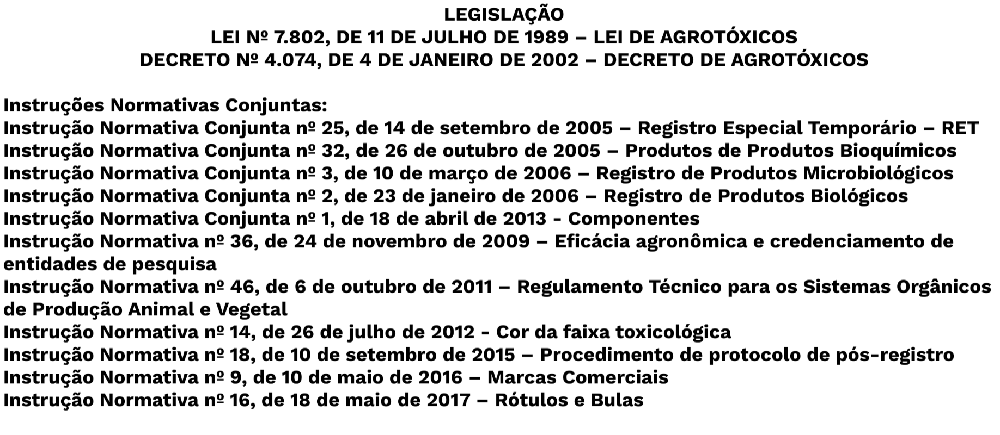 LEGISLAÇÃO
LEI Nº 7.802, DE 11 DE JULHO DE 1989 – LEI DE AGROTÓXICOS
DECRETO Nº 4.074, DE 4 DE JANEIRO DE 2002 – DECRETO DE AGROTÓXICOS
Instruções Normativas Conjuntas:
Instrução Normativa Conjunta nº 25, de 14 de setembro de 2005 – Registro Especial Temporário – RET
Instrução Normativa Conjunta nº 32, de 26 de outubro de 2005 – Produtos de Produtos Bioquímicos
Instrução Normativa Conjunta nº 3, de 10 de março de 2006 – Registro de Produtos Microbiológicos
Instrução Normativa Conjunta nº 2, de 23 de janeiro de 2006 – Registro de Produtos Biológicos
Instrução Normativa Conjunta nº 1, de 18 de abril de 2013 - Componentes
Instrução Normativa nº 36, de 24 de novembro de 2009 – Eficácia agronômica e credenciamento de
entidades de pesquisa
Instrução Normativa nº 46, de 6 de outubro de 2011 – Regulamento Técnico para os Sistemas Orgânicos
de Produção Animal e Vegetal
Instrução Normativa nº 14, de 26 de julho de 2012 - Cor da faixa toxicológica
Instrução Normativa nº 18, de 10 de setembro de 2015 – Procedimento de protocolo de pós-registro
Instrução Normativa nº 9, de 10 de maio de 2016 – Marcas Comerciais
Instrução Normativa nº 16, de 18 de maio de 2017 – Rótulos e Bulas